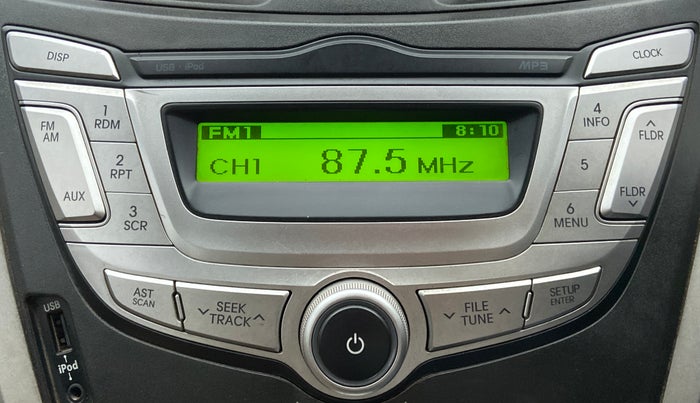 DISP
USB · iPod
MP3
CLOCK
FM
AM
AUX
1
RDM
2
RPT
3
SCR
FM1
8:10
CH1 87.5 MHz
4
INFO
5
6
MENU
FLDR
FLDR
AST
SCAN
SEEK
TRACK
FILE
TUNE
SETUP
ENTER
USB
iPod